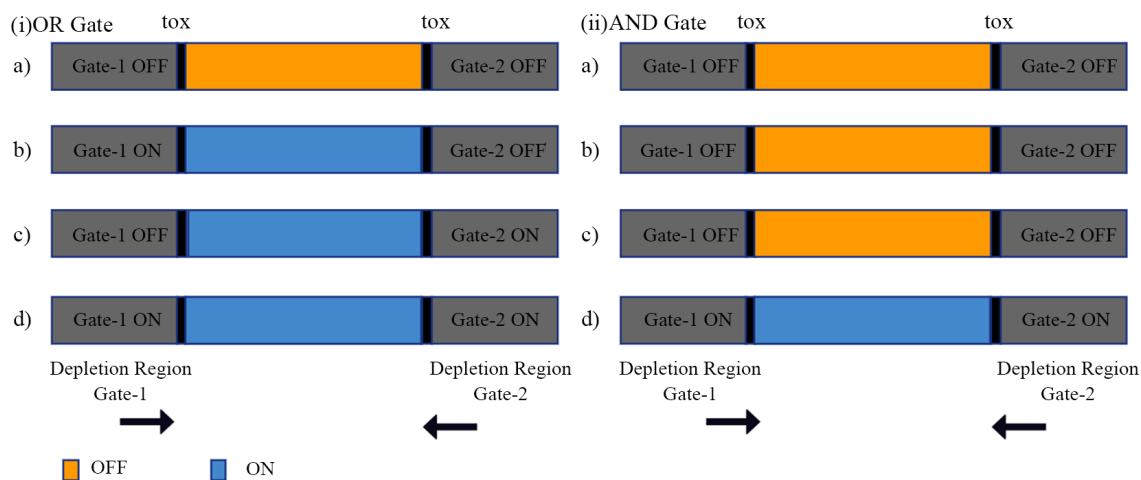 (i)OR Gate tox tox
a) Gate-1 OFF Gate-2 OFF
b) Gate-1 ON Gate-2 OFF
c) Gate-1 OFF Gate-2 ON
d) Gate-1 ON Gate-2 ON
Depletion Region Depletion Region
Gate-1 Gate-2
OFF ON
(ii)AND Gate tox tox
a) Gate-1 OFF Gate-2 OFF
b) Gate-1 OFF Gate-2 OFF
c) Gate-1 OFF Gate-2 OFF
d) Gate-1 ON Gate-2 ON
Depletion Region Depletion Region
Gate-1 Gate-2